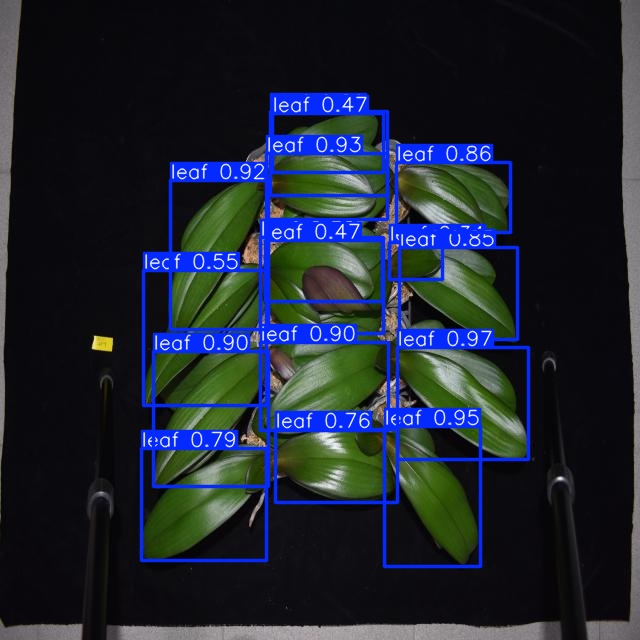 leaf 0.47
leaf 0.93
leaf 0.86
leaf 0.92
leaf 0.47
leaf 0.85
leaf 0.55
leaf 0.90
leaf 0.90
leaf 0.97
leaf 0.76
leaf 0.95
leaf 0.79